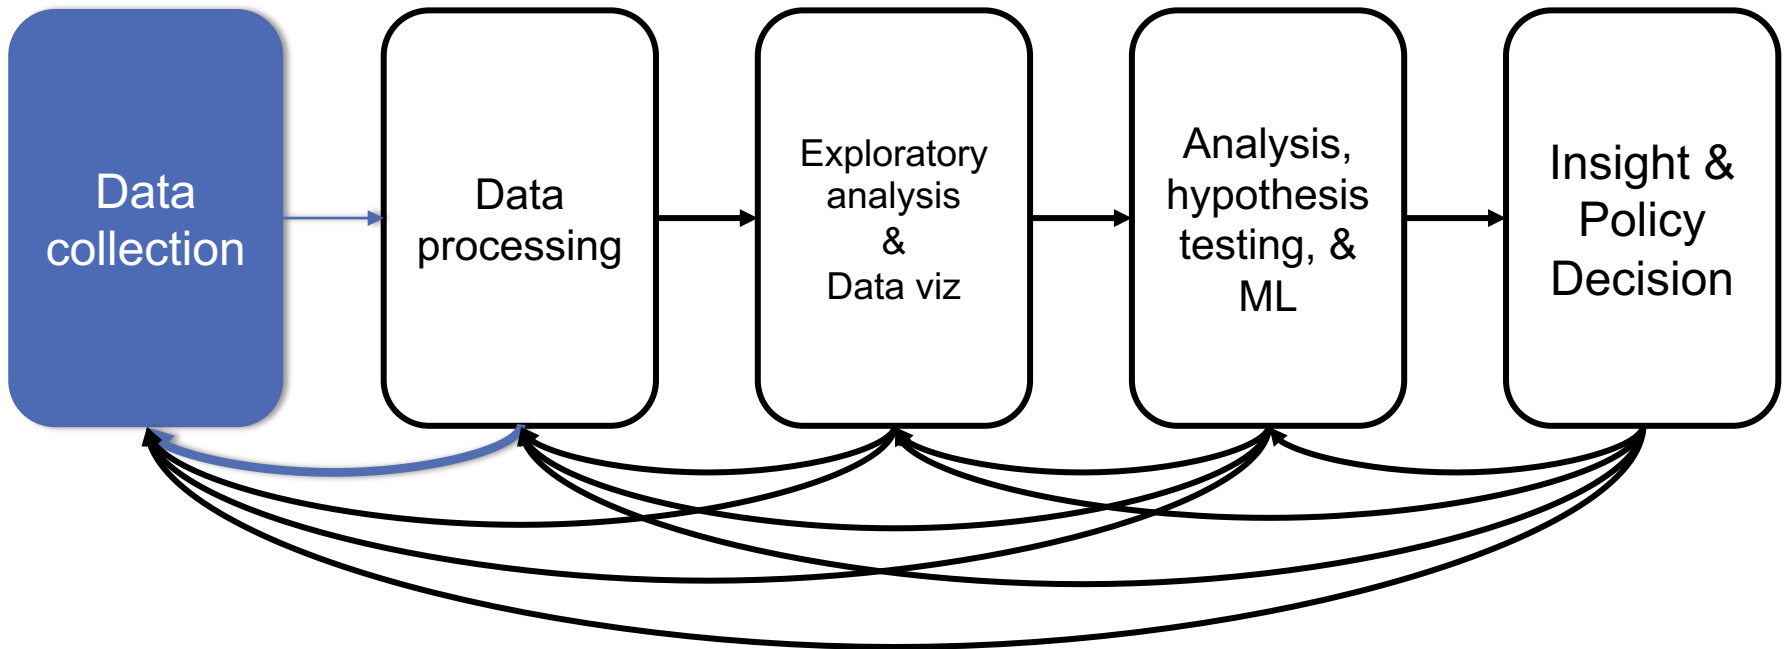 Data
collection
Data
processing
Exploratory
analysis
&
Data viz
Analysis,
hypothesis
testing, &
ML
Insight &
Policy
Decision